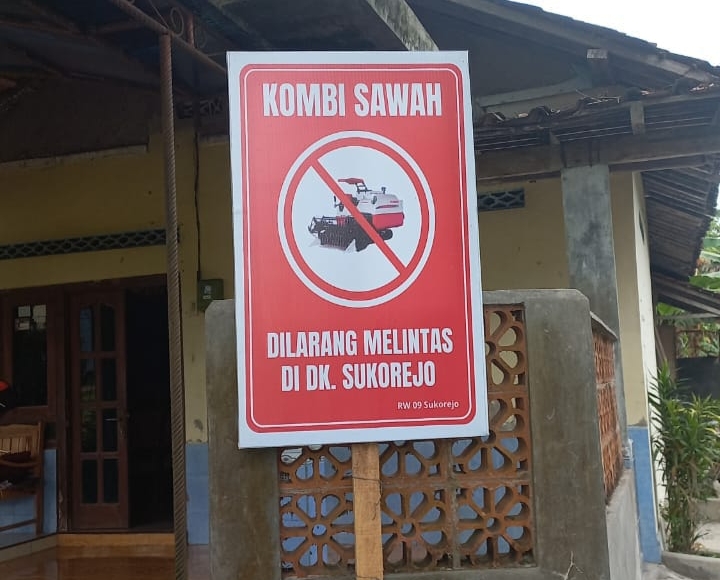 KOMBI SAWAH
DILARANG MELINTAS
DI DK. SUKOREJO
RW 09 Sukorejo